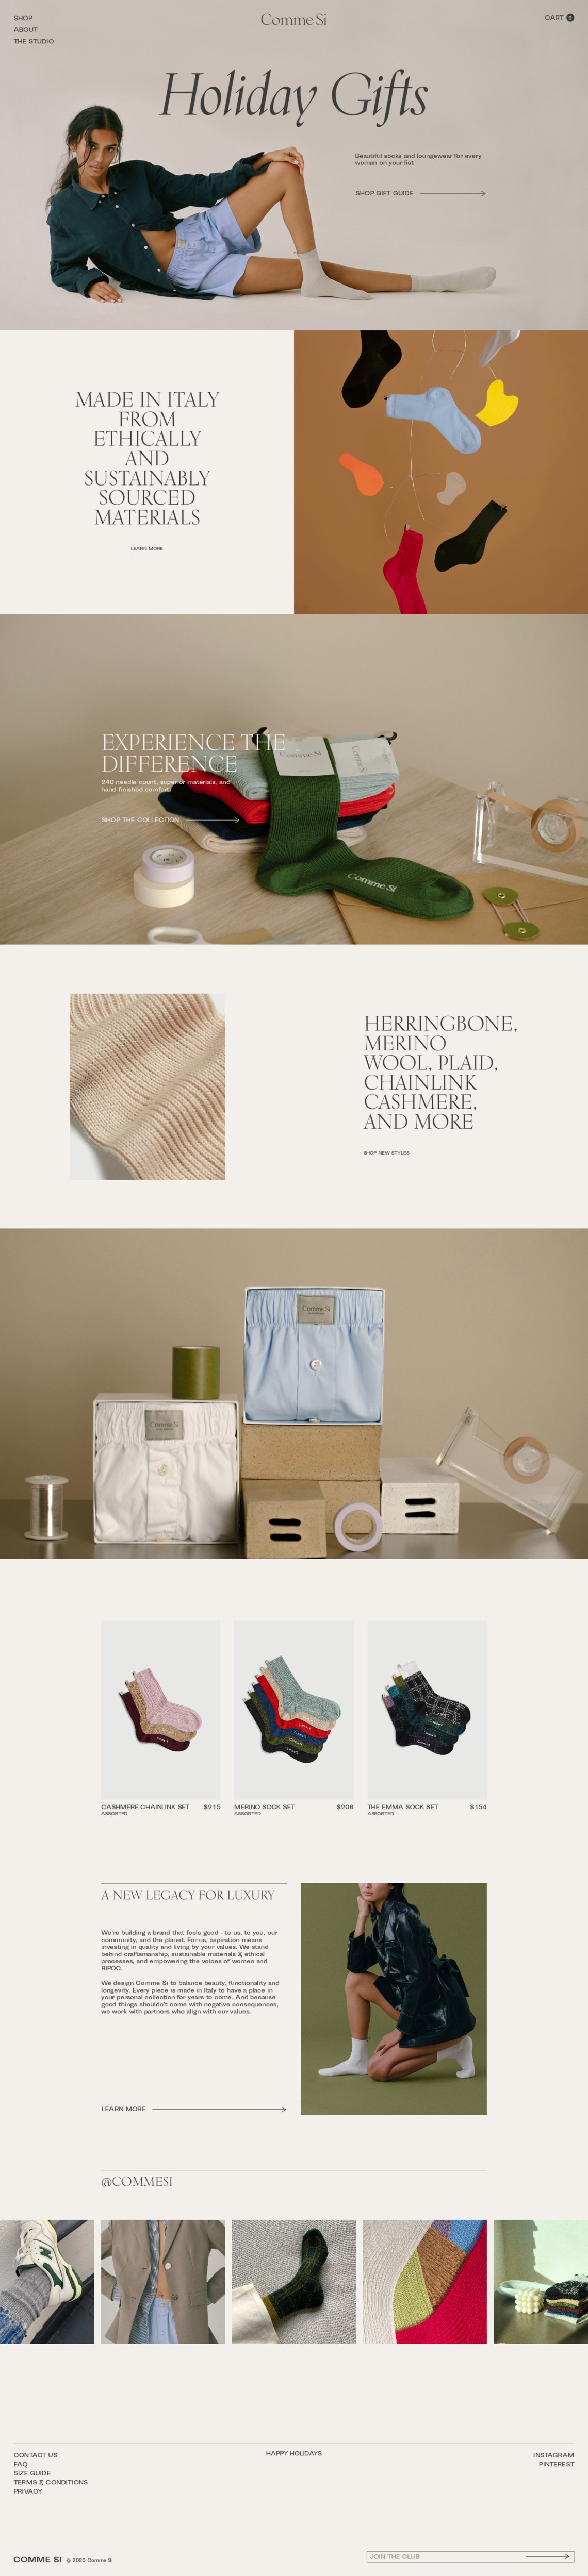 SHOP
ABOUT
THE STUDIO
Comme Si
CART 0
Holiday Gifts
Beautiful socks and loungewear for every
woman on your list
SHOP GIFT GUIDE
MADE IN ITALY
FROM
ETHICALLY
AND
SUSTAINABLY
SOURCED
MATERIALS
LEARN MORE
EXPERIENCE THE
DIFFERENCE
240 needle count, superior materials, and
hand-finished comfort.
SHOP THE COLLECTION
Comme Si
Comme Si
HERRINGBONE,
MERINO
WOOL, PLAID,
CHAINLINK
CASHMERE,
AND MORE
SHOP NEW STYLES
Comme Si
Comme Si
CASHMERE CHAINLINK SET $215
ASSORTED
MERINO SOCK SET $206
ASSORTED
THE EMMA SOCK SET $154
ASSORTED
A NEW LEGACY FOR LUXURY
We're building a brand that feels good - to us, to you, our
community, and the planet. For us, aspiration means
investing in quality and living by your values. We stand
behind craftsmanship, sustainable materials & ethical
processes, and empowering the voices of women and
BIPOC.
We design Comme Si to balance beauty, functionality and
longevity. Every piece is made in Italy to have a place in
your personal collection for years to come. And because
good things shouldn't come with negative consequences,
we work with partners who align with our values.
LEARN MORE
@COMMESI
CONTACT US
FAQ
SIZE GUIDE
TERMS & CONDITIONS
PRIVACY
HAPPY HOLIDAYS
INSTAGRAM
PINTEREST
COMME SI © 2020 Comme Si
JOIN THE CLUB